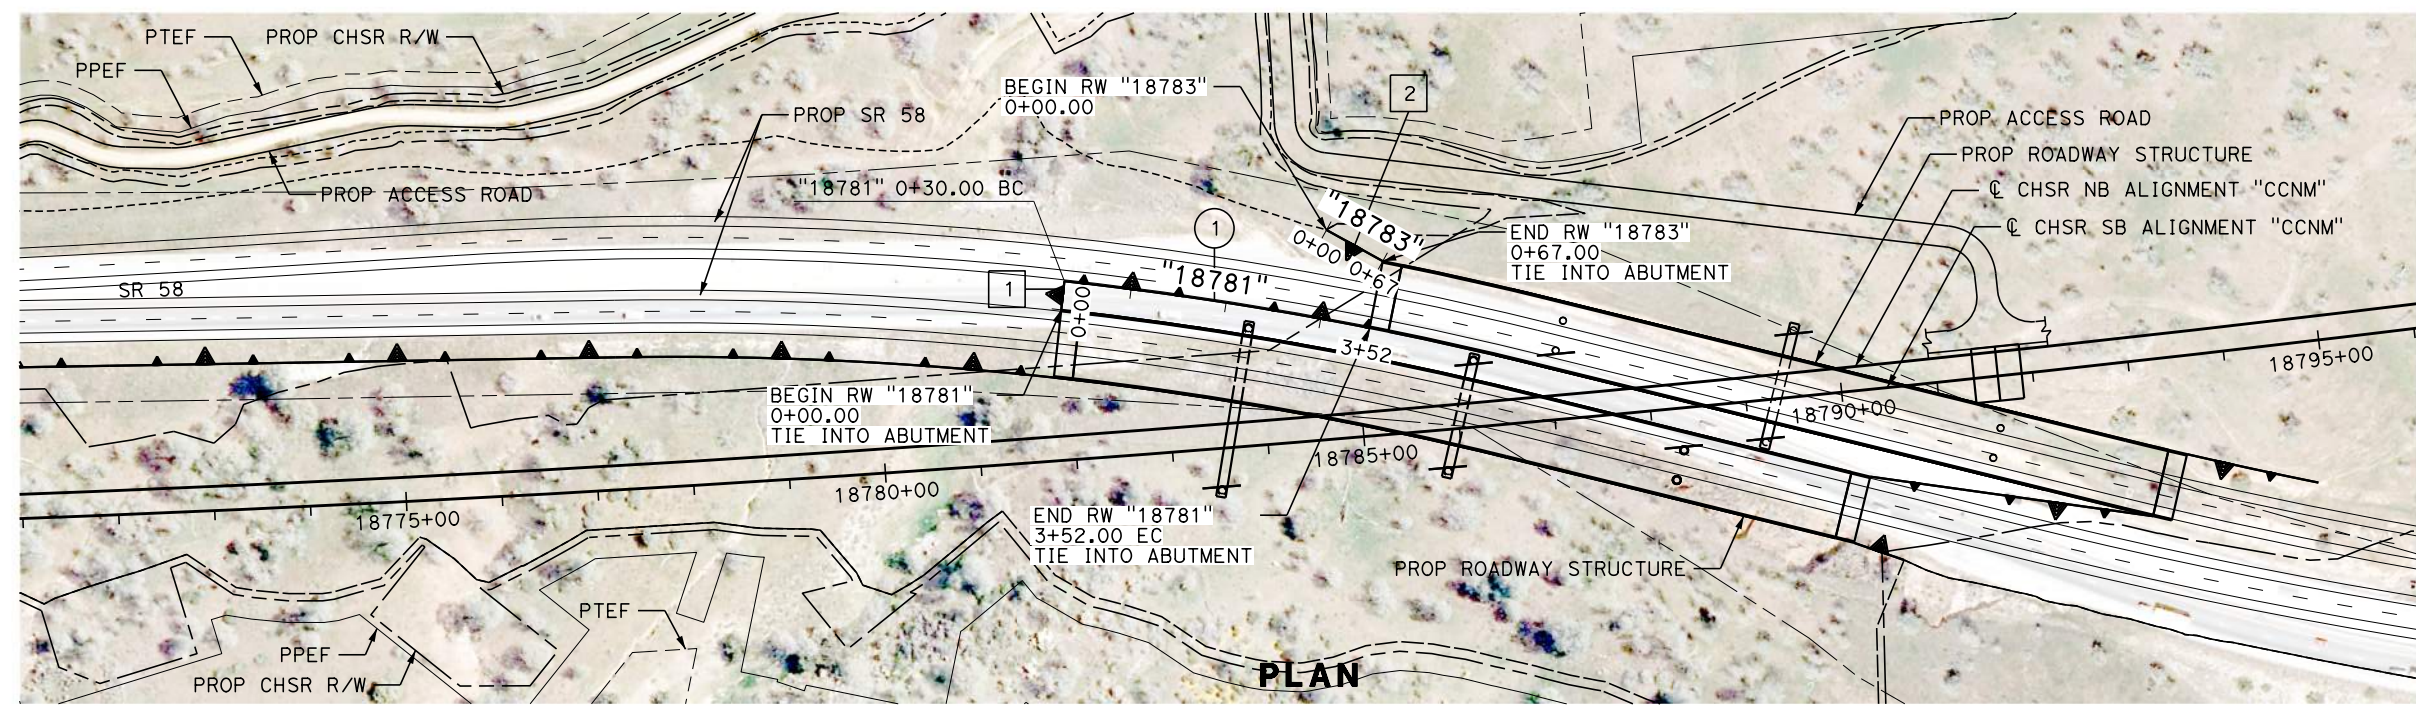 PTEF
PROP CHSR R/W
PPEF
BEGIN RW "18783"
0+00.00
2
PROP SR 58
PROP ACCESS ROAD
PROP ROADWAY STRUCTURE
℄ CHSR NB ALIGNMENT "CCNM"
℄ CHSR SB ALIGNMENT "CCNM"
PROP ACCESS ROAD
"18781" 0+30.00 BC
1
"18783"
0+00
0+67
END RW "18783"
0+67.00
TIE INTO ABUTMENT
SR 58
1
"18781"
0+00
3+52
18795+00
BEGIN RW "18781"
0+00.00
TIE INTO ABUTMENT
18790+00
18785+00
18780+00
18775+00
END RW "18781"
3+52.00 EC
TIE INTO ABUTMENT
PROP ROADWAY STRUCTURE
PTEF
PPEF
PROP CHSR R/W
PLAN